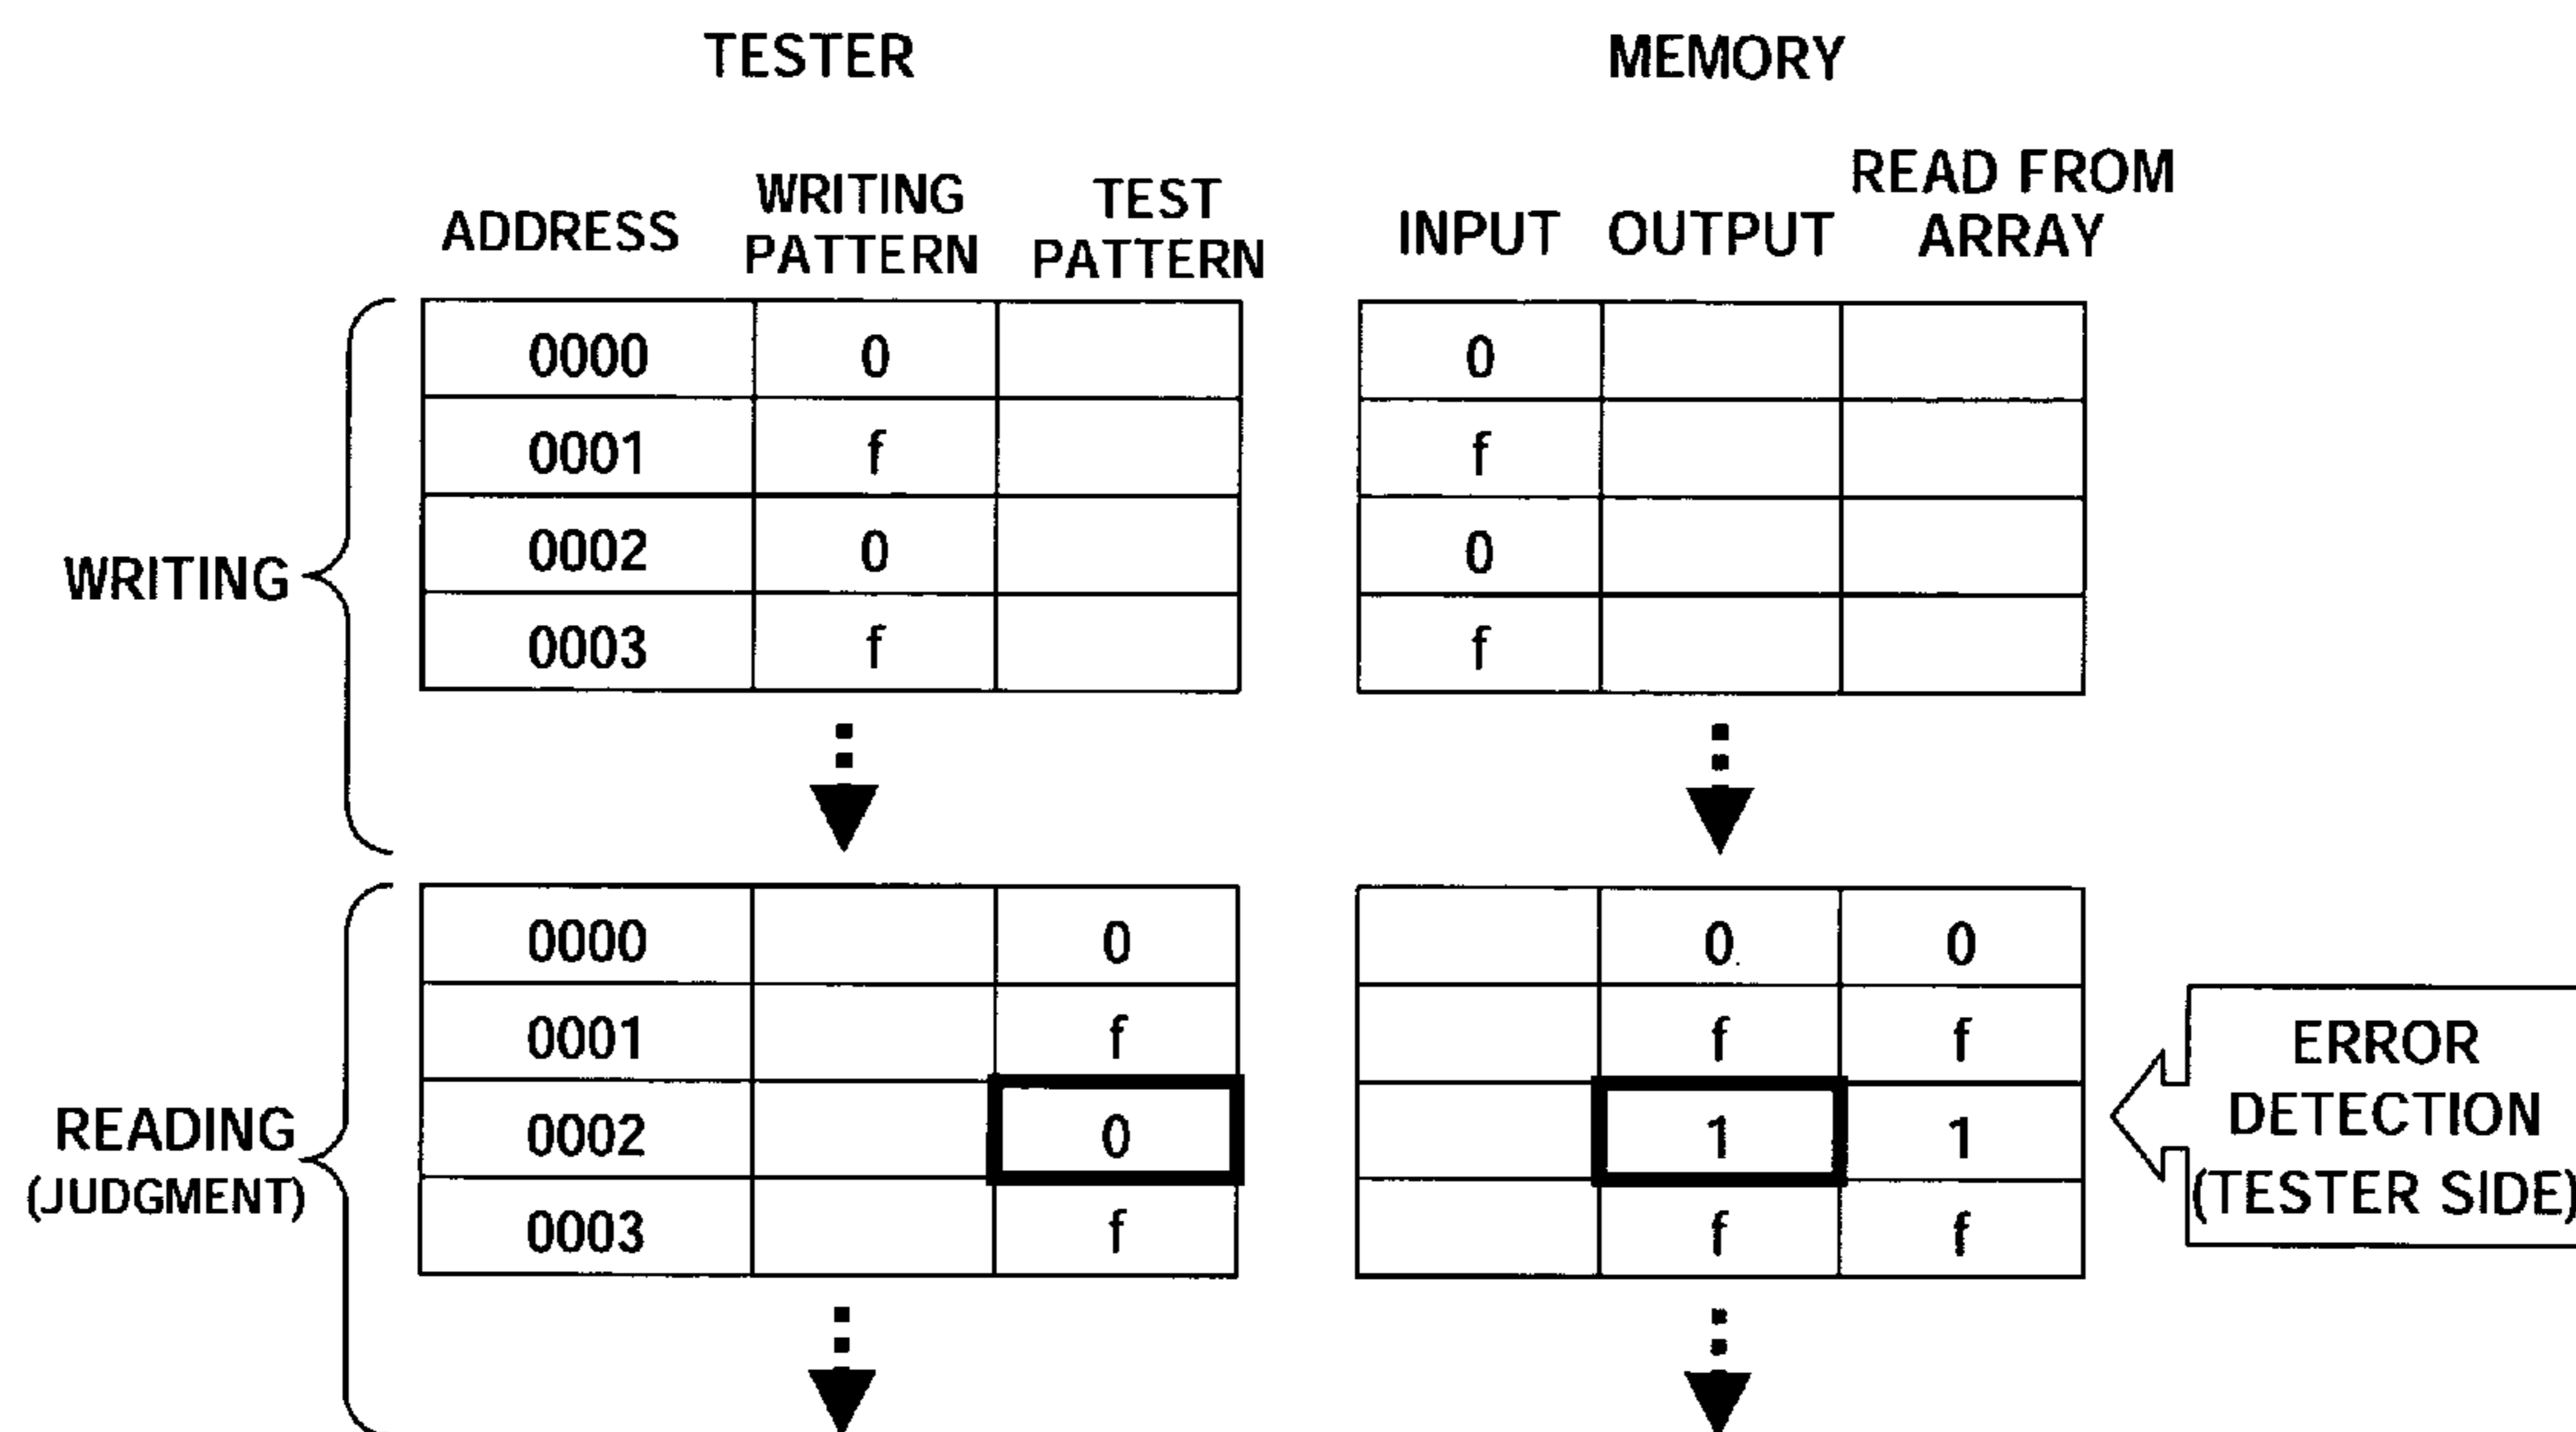 TESTER MEMORY
ADDRESS WRITING PATTERN TEST PATTERN INPUT OUTPUT READ FROM ARRAY
WRITING
0000 0 0
0001 f f
0002 0 0
0003 f f
READING
(JUDGMENT)
0000 0 0 0
0001 f f f
0002 0 1 1
0003 f f f
ERROR
DETECTION
(TESTER SIDE)